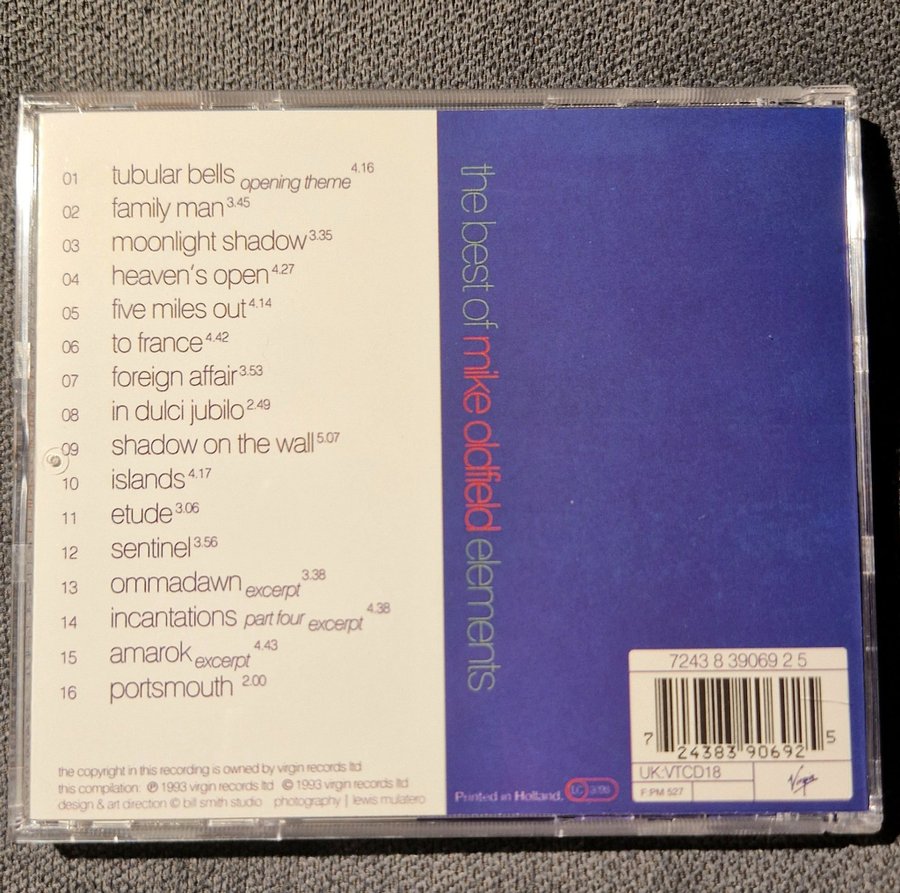 01 tubular bells opening theme 4.16
02 family man 3.45
03 moonlight shadow 3.35
04 heaven's open 4.27
05 five miles out 4.14
06 to france 4.42
07 foreign affair 3.53
08 in dulci jubilo 2.49
09 shadow on the wall 5.07
10 islands 4.17
11 etude 3.06
12 sentinel 3.56
13 ommadawn excerpt 3.38
14 incantations part four excerpt 4.38
15 amarok excerpt 4.43
16 portsmouth 2.00
the copyright in this recording is owned by virgin records ltd
this compilation: ℗ 1993 virgin records ltd © 1993 virgin records ltd
design & art direction © bill smith studio photography | lewis mulatero
the best of mike oldfield elements
Printed in Holland. LC
7243 8 39069 2 5
7 24383 90692 5
UK:VTCD18
F:PM 527
Virgin